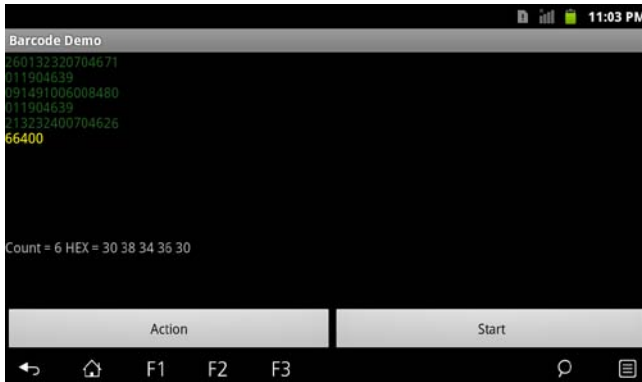 11:03 PM
Barcode Demo
260132320704671
011904639
091491006008480
011904639
213232400704626
66400
Count = 6 HEX = 30 38 34 36 30
Action
Start
F1 F2 F3